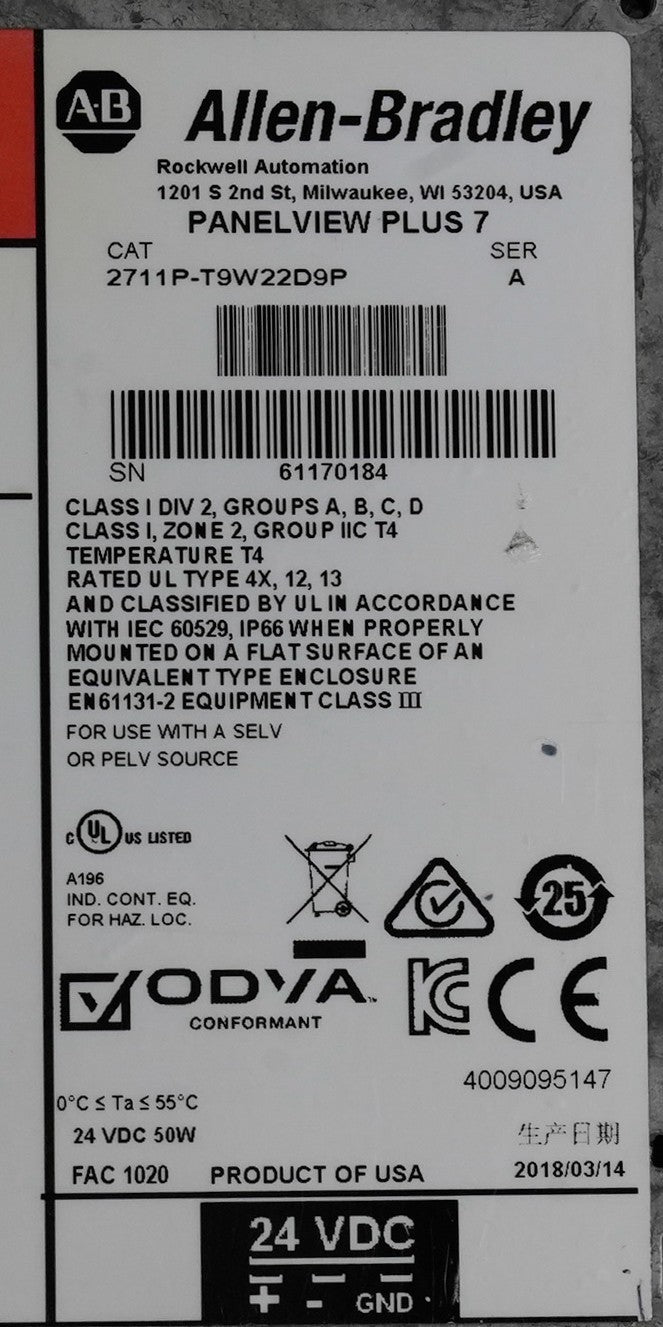 A·B Allen-Bradley
Rockwell Automation
1201 S 2nd St, Milwaukee, WI 53204, USA
PANELVIEW PLUS 7
CAT SER
2711P-T9W22D9P A
SN 61170184
CLASS I DIV 2, GROUPS A, B, C, D
CLASS I, ZONE 2, GROUP IIC T4
TEMPERATURE T4
RATED UL TYPE 4X, 12, 13
AND CLASSIFIED BY UL IN ACCORDANCE
WITH IEC 60529, IP66 WHEN PROPERLY
MOUNTED ON A FLAT SURFACE OF AN
EQUIVALENT TYPE ENCLOSURE
EN61131-2 EQUIPMENT CLASS III
FOR USE WITH A SELV
OR PELV SOURCE
C UL US LISTED
A196
IND. CONT. EQ.
FOR HAZ. LOC.
25
ODVA™
CONFORMANT
KC CE
4009095147
0°C ≤ Ta ≤ 55°C
24 VDC 50W 生产日期
FAC 1020 PRODUCT OF USA 2018/03/14
24 VDC
+ - GND